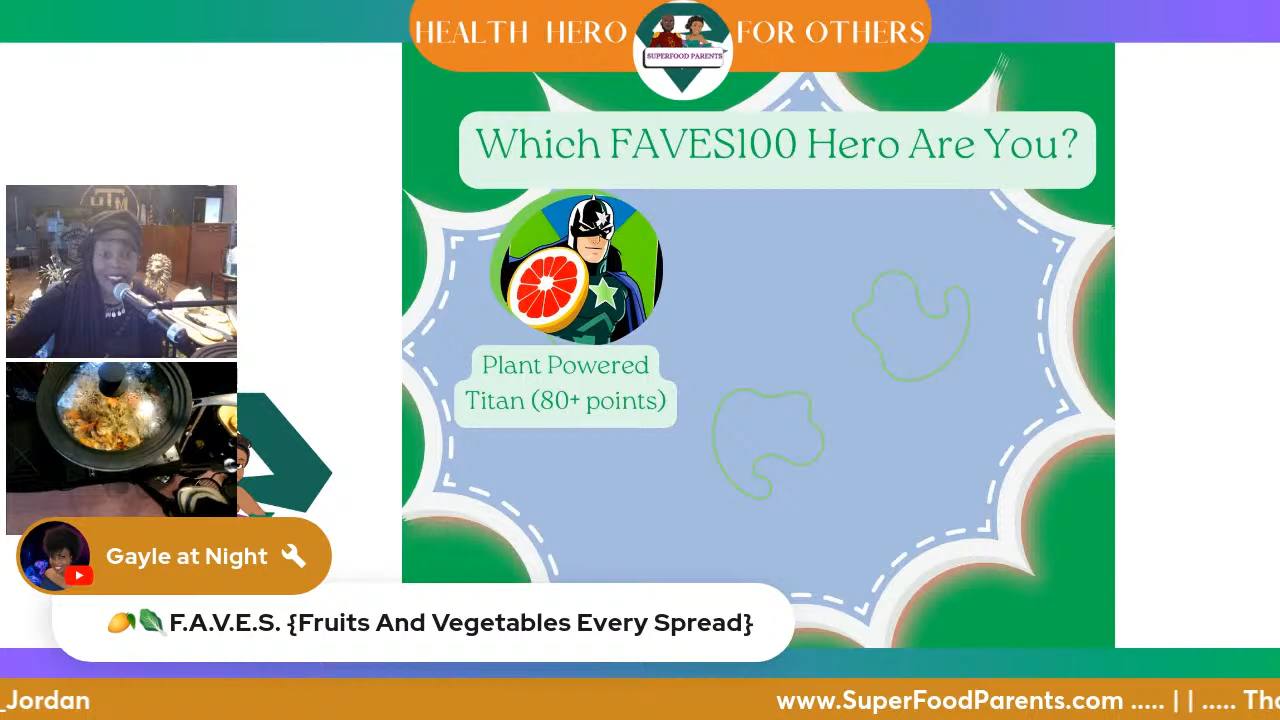 HEALTH HERO
FOR OTHERS
SUPERFOOD PARENTS
Which FAVES100 Hero Are You?
Plant Powered
Titan (80+ points)
Gayle at Night
🥭🥬 F.A.V.E.S. {Fruits And Vegetables Every Spread}
_Jordan
www.SuperFoodParents.com ..... | | ..... Tha